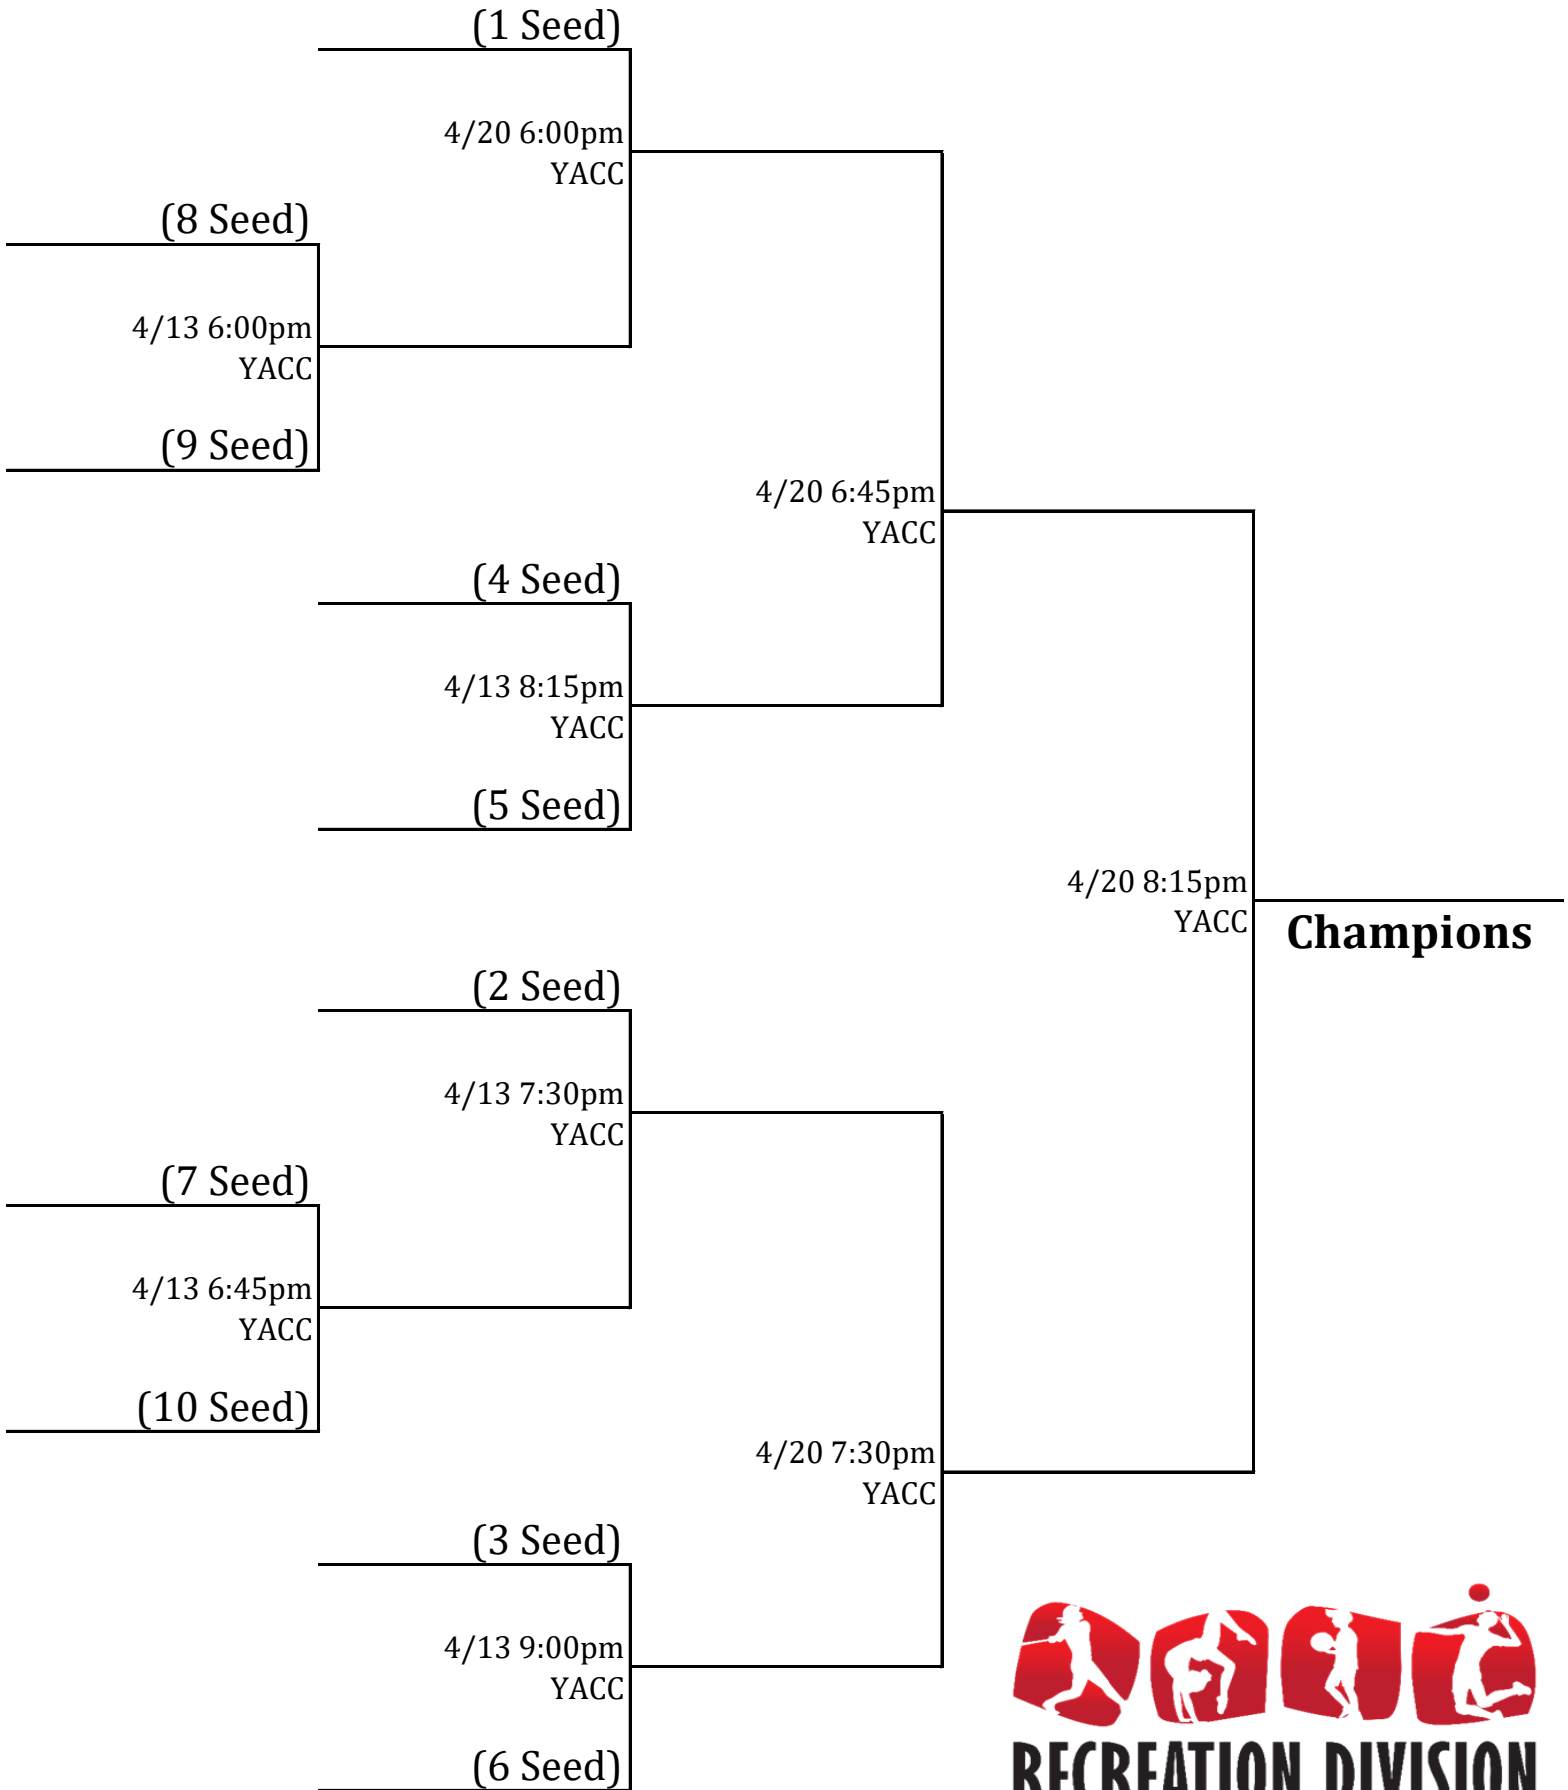 (1 Seed)
4/20 6:00pm
YACC
(8 Seed)
4/13 6:00pm
YACC
(9 Seed)
4/20 6:45pm
YACC
(4 Seed)
4/13 8:15pm
YACC
(5 Seed)
4/20 8:15pm
YACC
Champions
(2 Seed)
4/13 7:30pm
YACC
(7 Seed)
4/13 6:45pm
YACC
(10 Seed)
4/20 7:30pm
YACC
(3 Seed)
4/13 9:00pm
YACC
(6 Seed)
RECREATION DIVISION